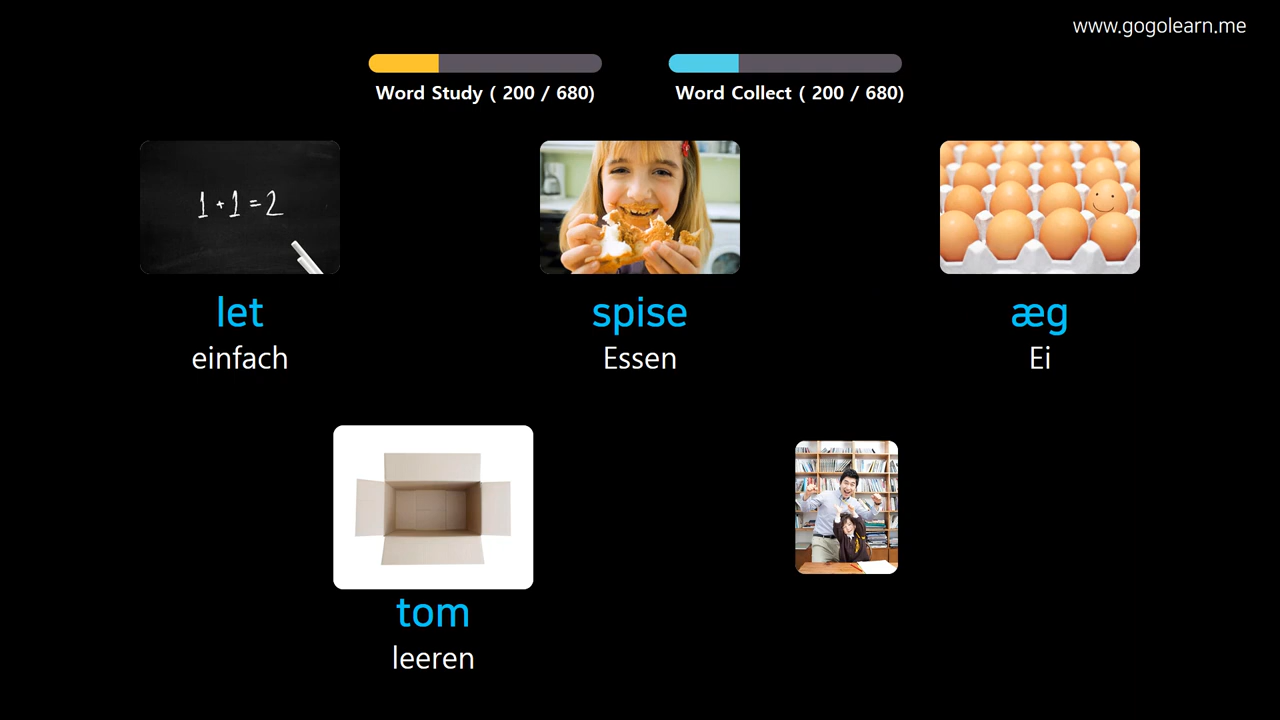 www.gogolearn.me
Word Study ( 200 / 680)
Word Collect ( 200 / 680)
1 + 1 = 2
let
einfach
spise
Essen
æg
Ei
tom
leeren